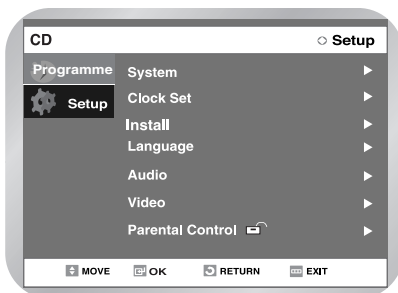 CD Setup
Programme
Setup
System
Clock Set
Install
Language
Audio
Video
Parental Control
MOVE OK RETURN EXIT